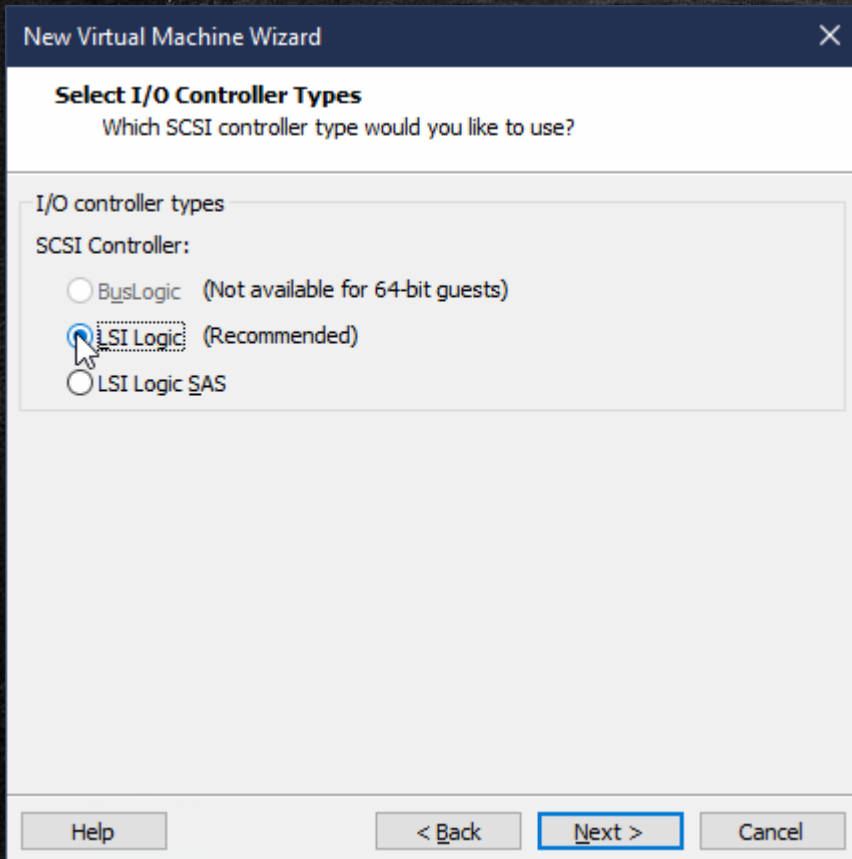 New Virtual Machine Wizard
Select I/O Controller Types
Which SCSI controller type would you like to use?
I/O controller types
SCSI Controller:
BusLogic (Not available for 64-bit guests)
LSI Logic (Recommended)
LSI Logic SAS
Help < Back Next > Cancel